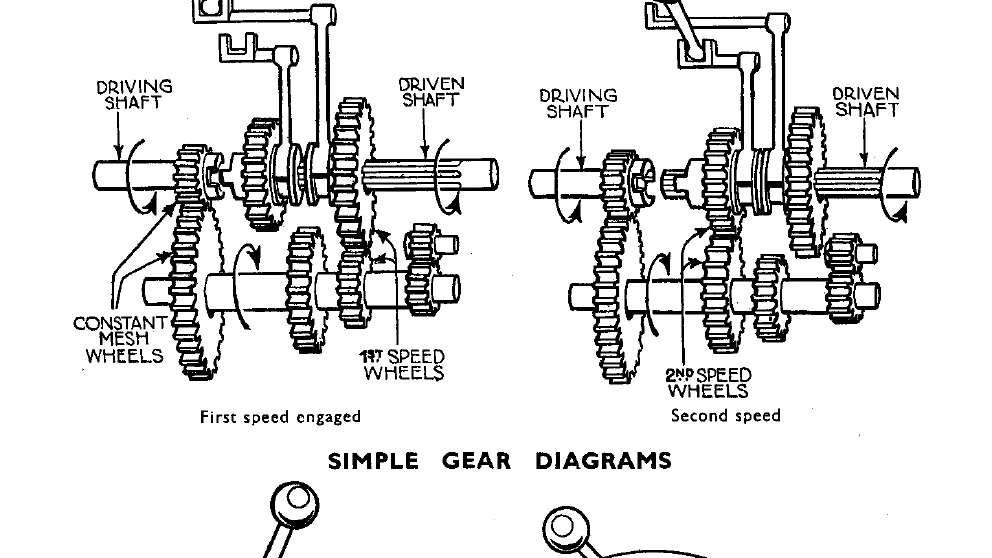 DRIVING
SHAFT
DRIVEN
SHAFT
CONSTANT
MESH
WHEELS
1ST SPEED
WHEELS
First speed engaged
DRIVING
SHAFT
DRIVEN
SHAFT
2ND SPEED
WHEELS
Second speed
SIMPLE GEAR DIAGRAMS